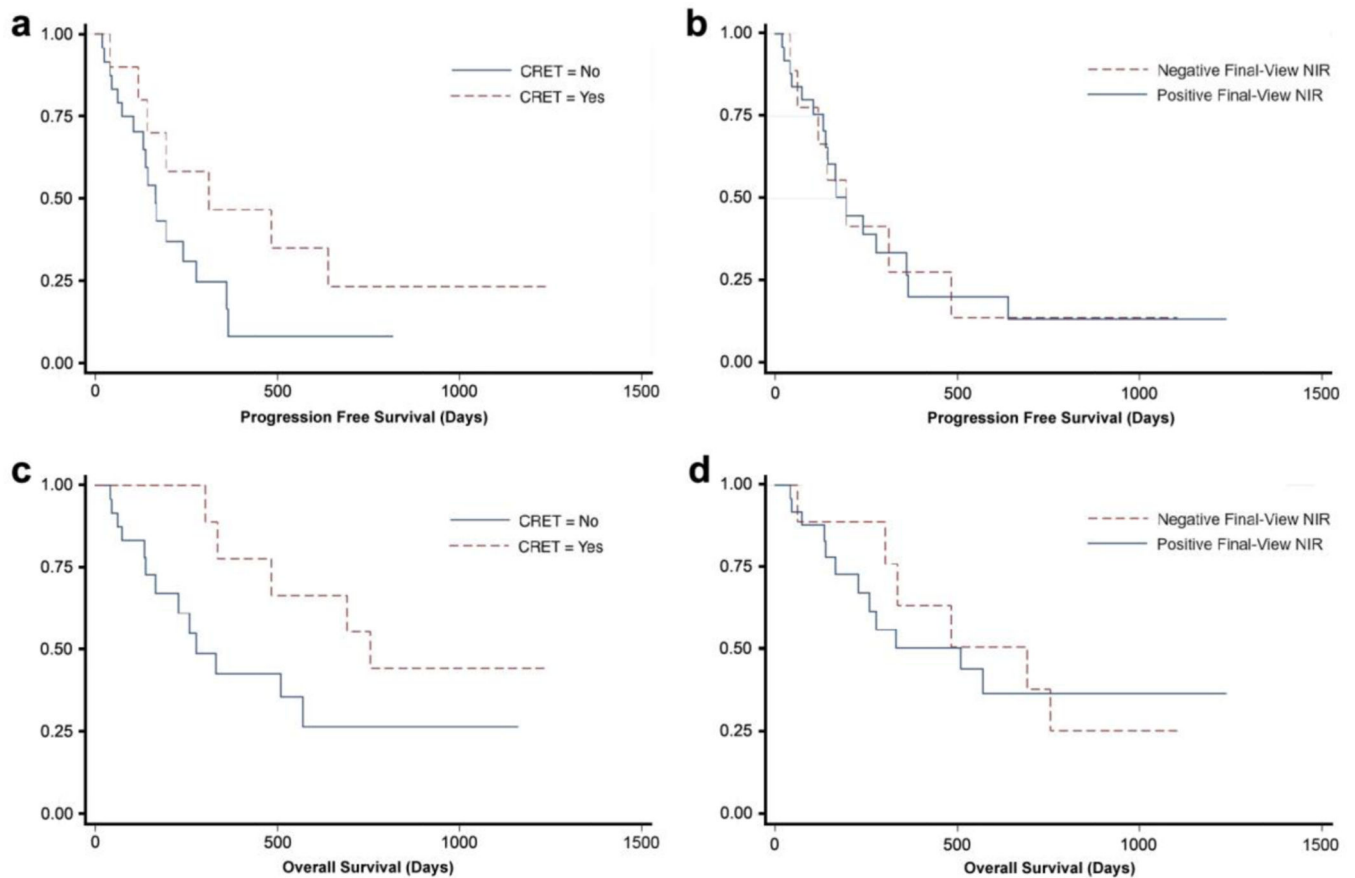 a
1.00
0.75
0.50
0.25
0.00
CRET = No
CRET = Yes
0
500
1000
1500
Progression Free Survival (Days)
b
1.00
0.75
0.50
0.25
0.00
Negative Final-View NIR
Positive Final-View NIR
0
500
1000
1500
Progression Free Survival (Days)
c
1.00
0.75
0.50
0.25
0.00
CRET = No
CRET = Yes
0
500
1000
1500
Overall Survival (Days)
d
1.00
0.75
0.50
0.25
0.00
Negative Final-View NIR
Positive Final-View NIR
0
500
1000
1500
Overall Survival (Days)